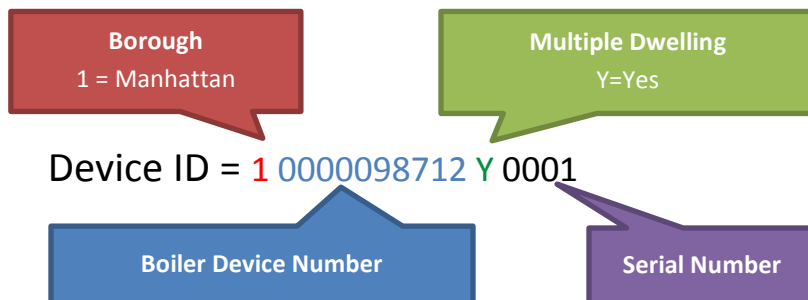 Borough
1 = Manhattan
Multiple Dwelling
Y=Yes
Device ID = 1 0000098712 Y 0001
Boiler Device Number
Serial Number